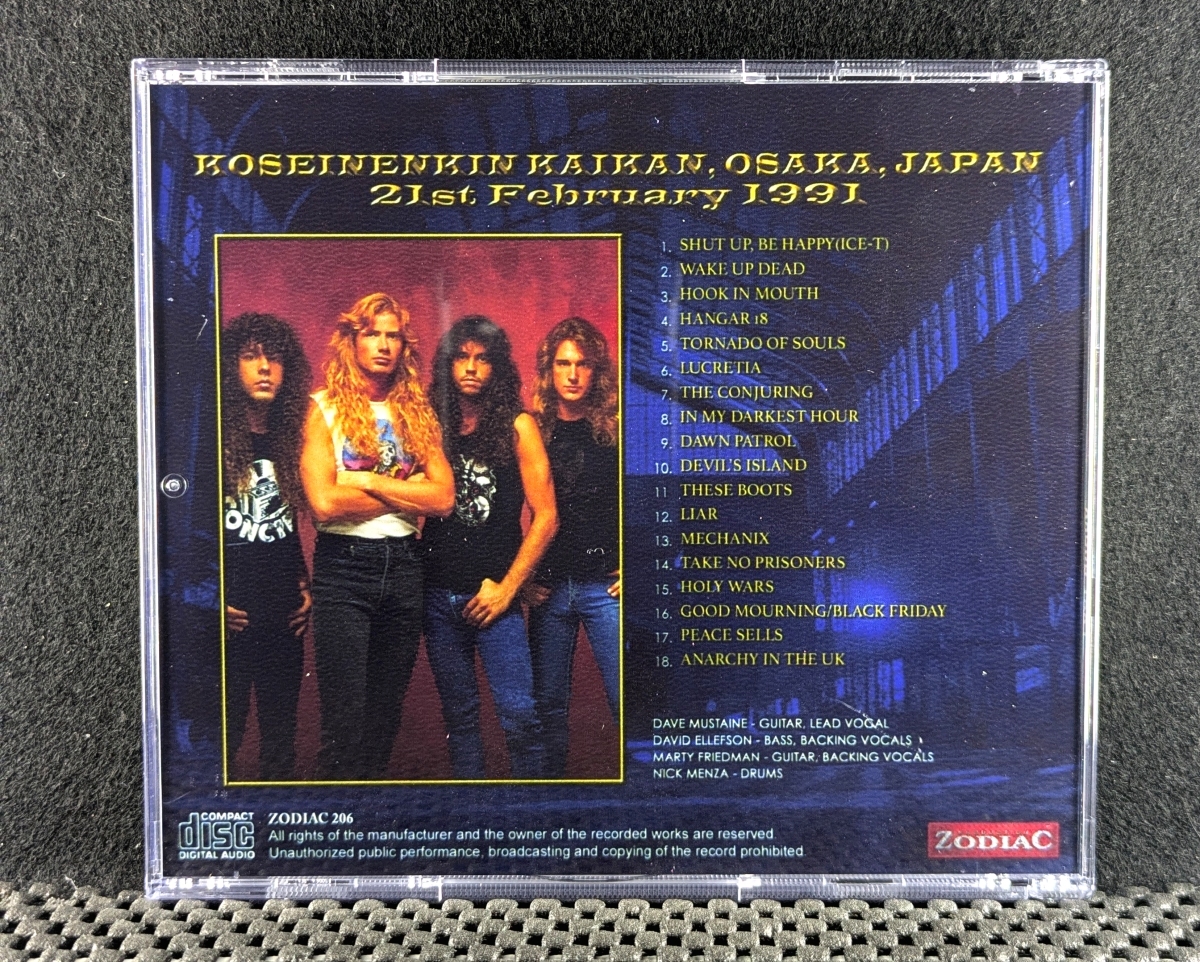 KOSEINENKIN KAIKAN, OSAKA, JAPAN
21st February 1991
1. SHUT UP, BE HAPPY(ICE-T)
2. WAKE UP DEAD
3. HOOK IN MOUTH
4. HANGAR 18
5. TORNADO OF SOULS
6. LUCRETIA
7. THE CONJURING
8. IN MY DARKEST HOUR
9. DAWN PATROL
10. DEVIL'S ISLAND
11 THESE BOOTS
12. LIAR
13. MECHANIX
14. TAKE NO PRISONERS
15. HOLY WARS
16. GOOD MOURNING/BLACK FRIDAY
17. PEACE SELLS
18. ANARCHY IN THE UK
DAVE MUSTAINE - GUITAR, LEAD VOCAL
DAVID ELLEFSON - BASS, BACKING VOCALS
MARTY FRIEDMAN - GUITAR, BACKING VOCALS
NICK MENZA - DRUMS
COMPACT
disc
DIGITAL AUDIO
ZODIAC 206
All rights of the manufacturer and the owner of the recorded works are reserved.
Unauthorized public performance, broadcasting and copying of the record prohibited.
ZODIAC